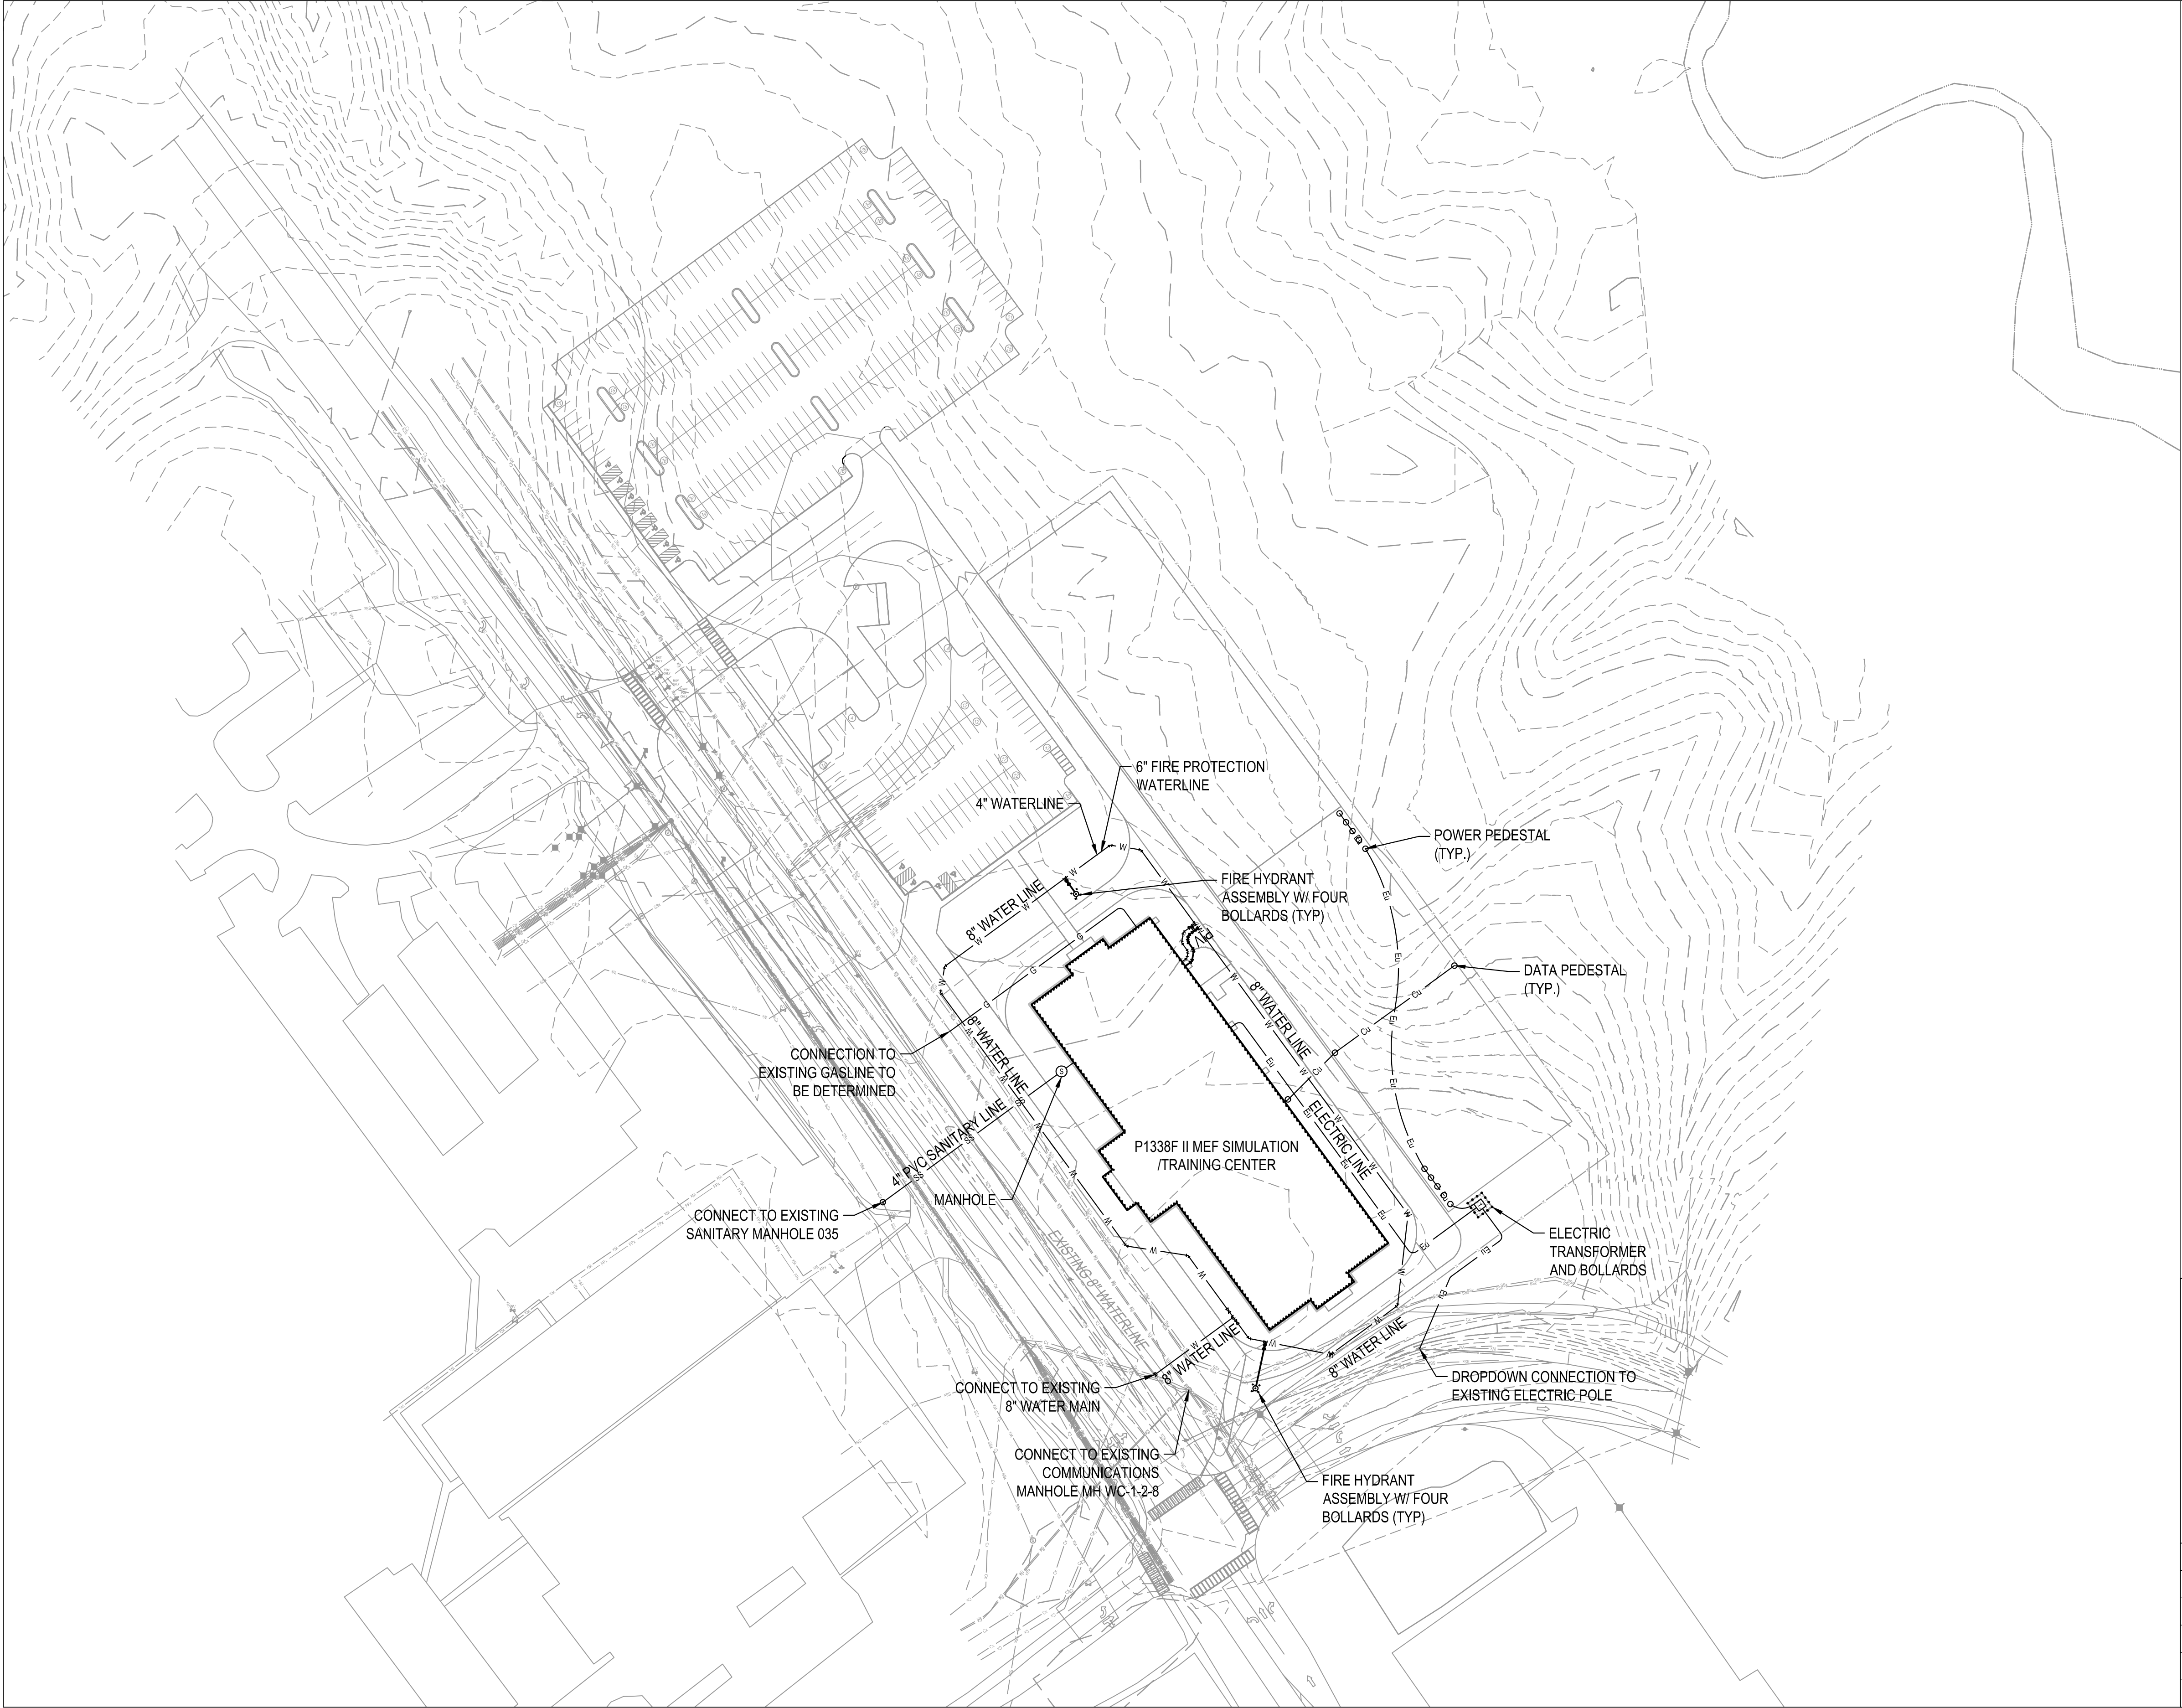 6" FIRE PROTECTION
WATERLINE
4" WATERLINE
POWER PEDESTAL
(TYP.)
FIRE HYDRANT
ASSEMBLY W/ FOUR
BOLLARDS (TYP)
8" WATER LINE
DATA PEDESTAL
(TYP.)
8" WATER LINE
8" WATER LINE
CONNECTION TO
EXISTING GASLINE TO
BE DETERMINED
4" PVC SANITARY LINE
ELECTRIC LINE
P1338F II MEF SIMULATION
/TRAINING CENTER
MANHOLE
CONNECT TO EXISTING
SANITARY MANHOLE 035
EXISTING 8" WATERLINE
ELECTRIC
TRANSFORMER
AND BOLLARDS
8" WATER LINE
8" WATER LINE
CONNECT TO EXISTING
8" WATER MAIN
DROPDOWN CONNECTION TO
EXISTING ELECTRIC POLE
CONNECT TO EXISTING
COMMUNICATIONS
MANHOLE MH WC-1-2-8
FIRE HYDRANT
ASSEMBLY W/ FOUR
BOLLARDS (TYP)